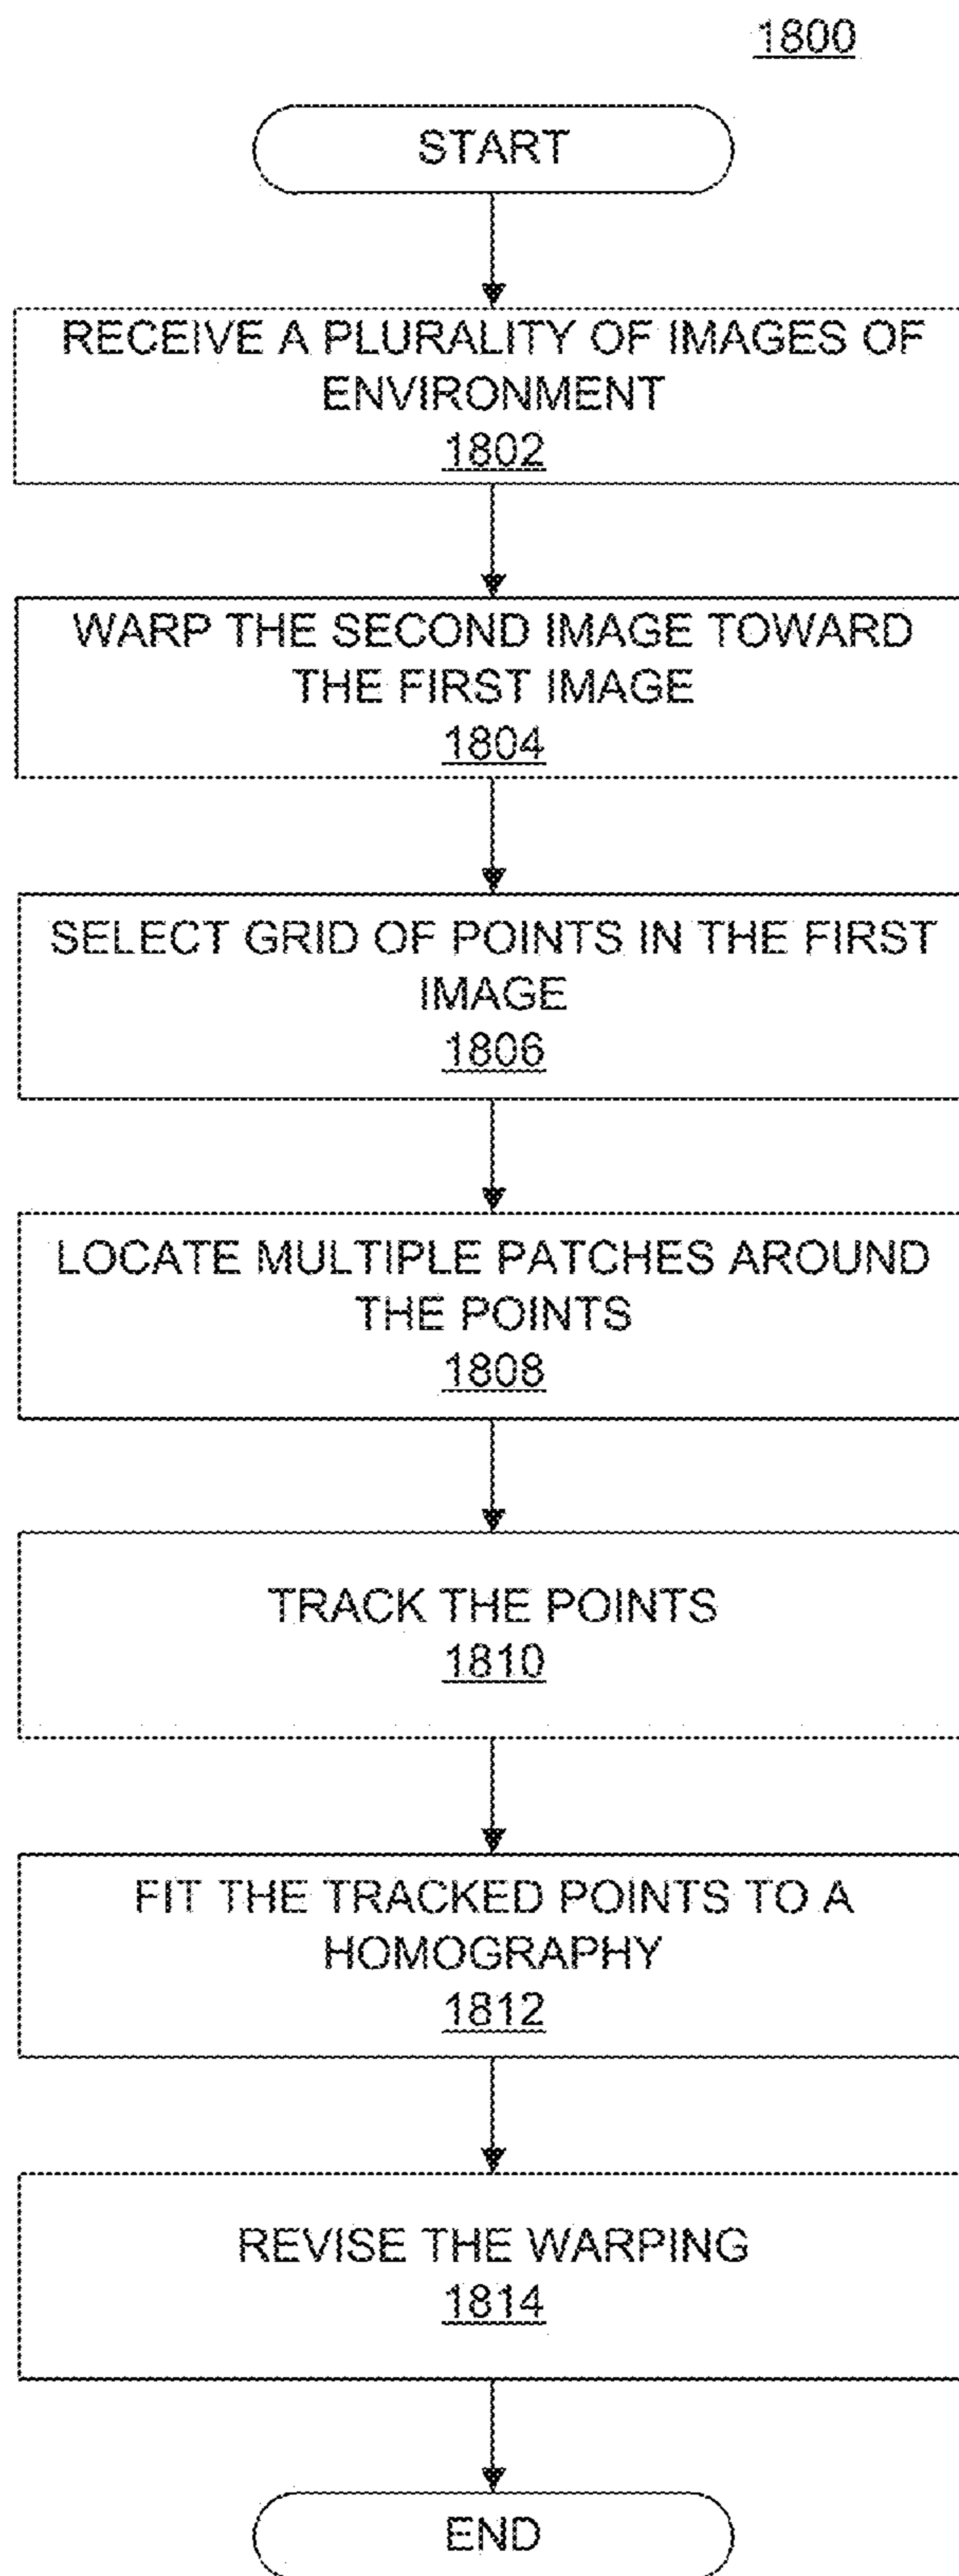 1800
START
RECEIVE A PLURALITY OF IMAGES OF
ENVIRONMENT
1802
WARP THE SECOND IMAGE TOWARD
THE FIRST IMAGE
1804
SELECT GRID OF POINTS IN THE FIRST
IMAGE
1806
LOCATE MULTIPLE PATCHES AROUND
THE POINTS
1808
TRACK THE POINTS
1810
FIT THE TRACKED POINTS TO A
HOMOGRAPHY
1812
REVISE THE WARPING
1814
END